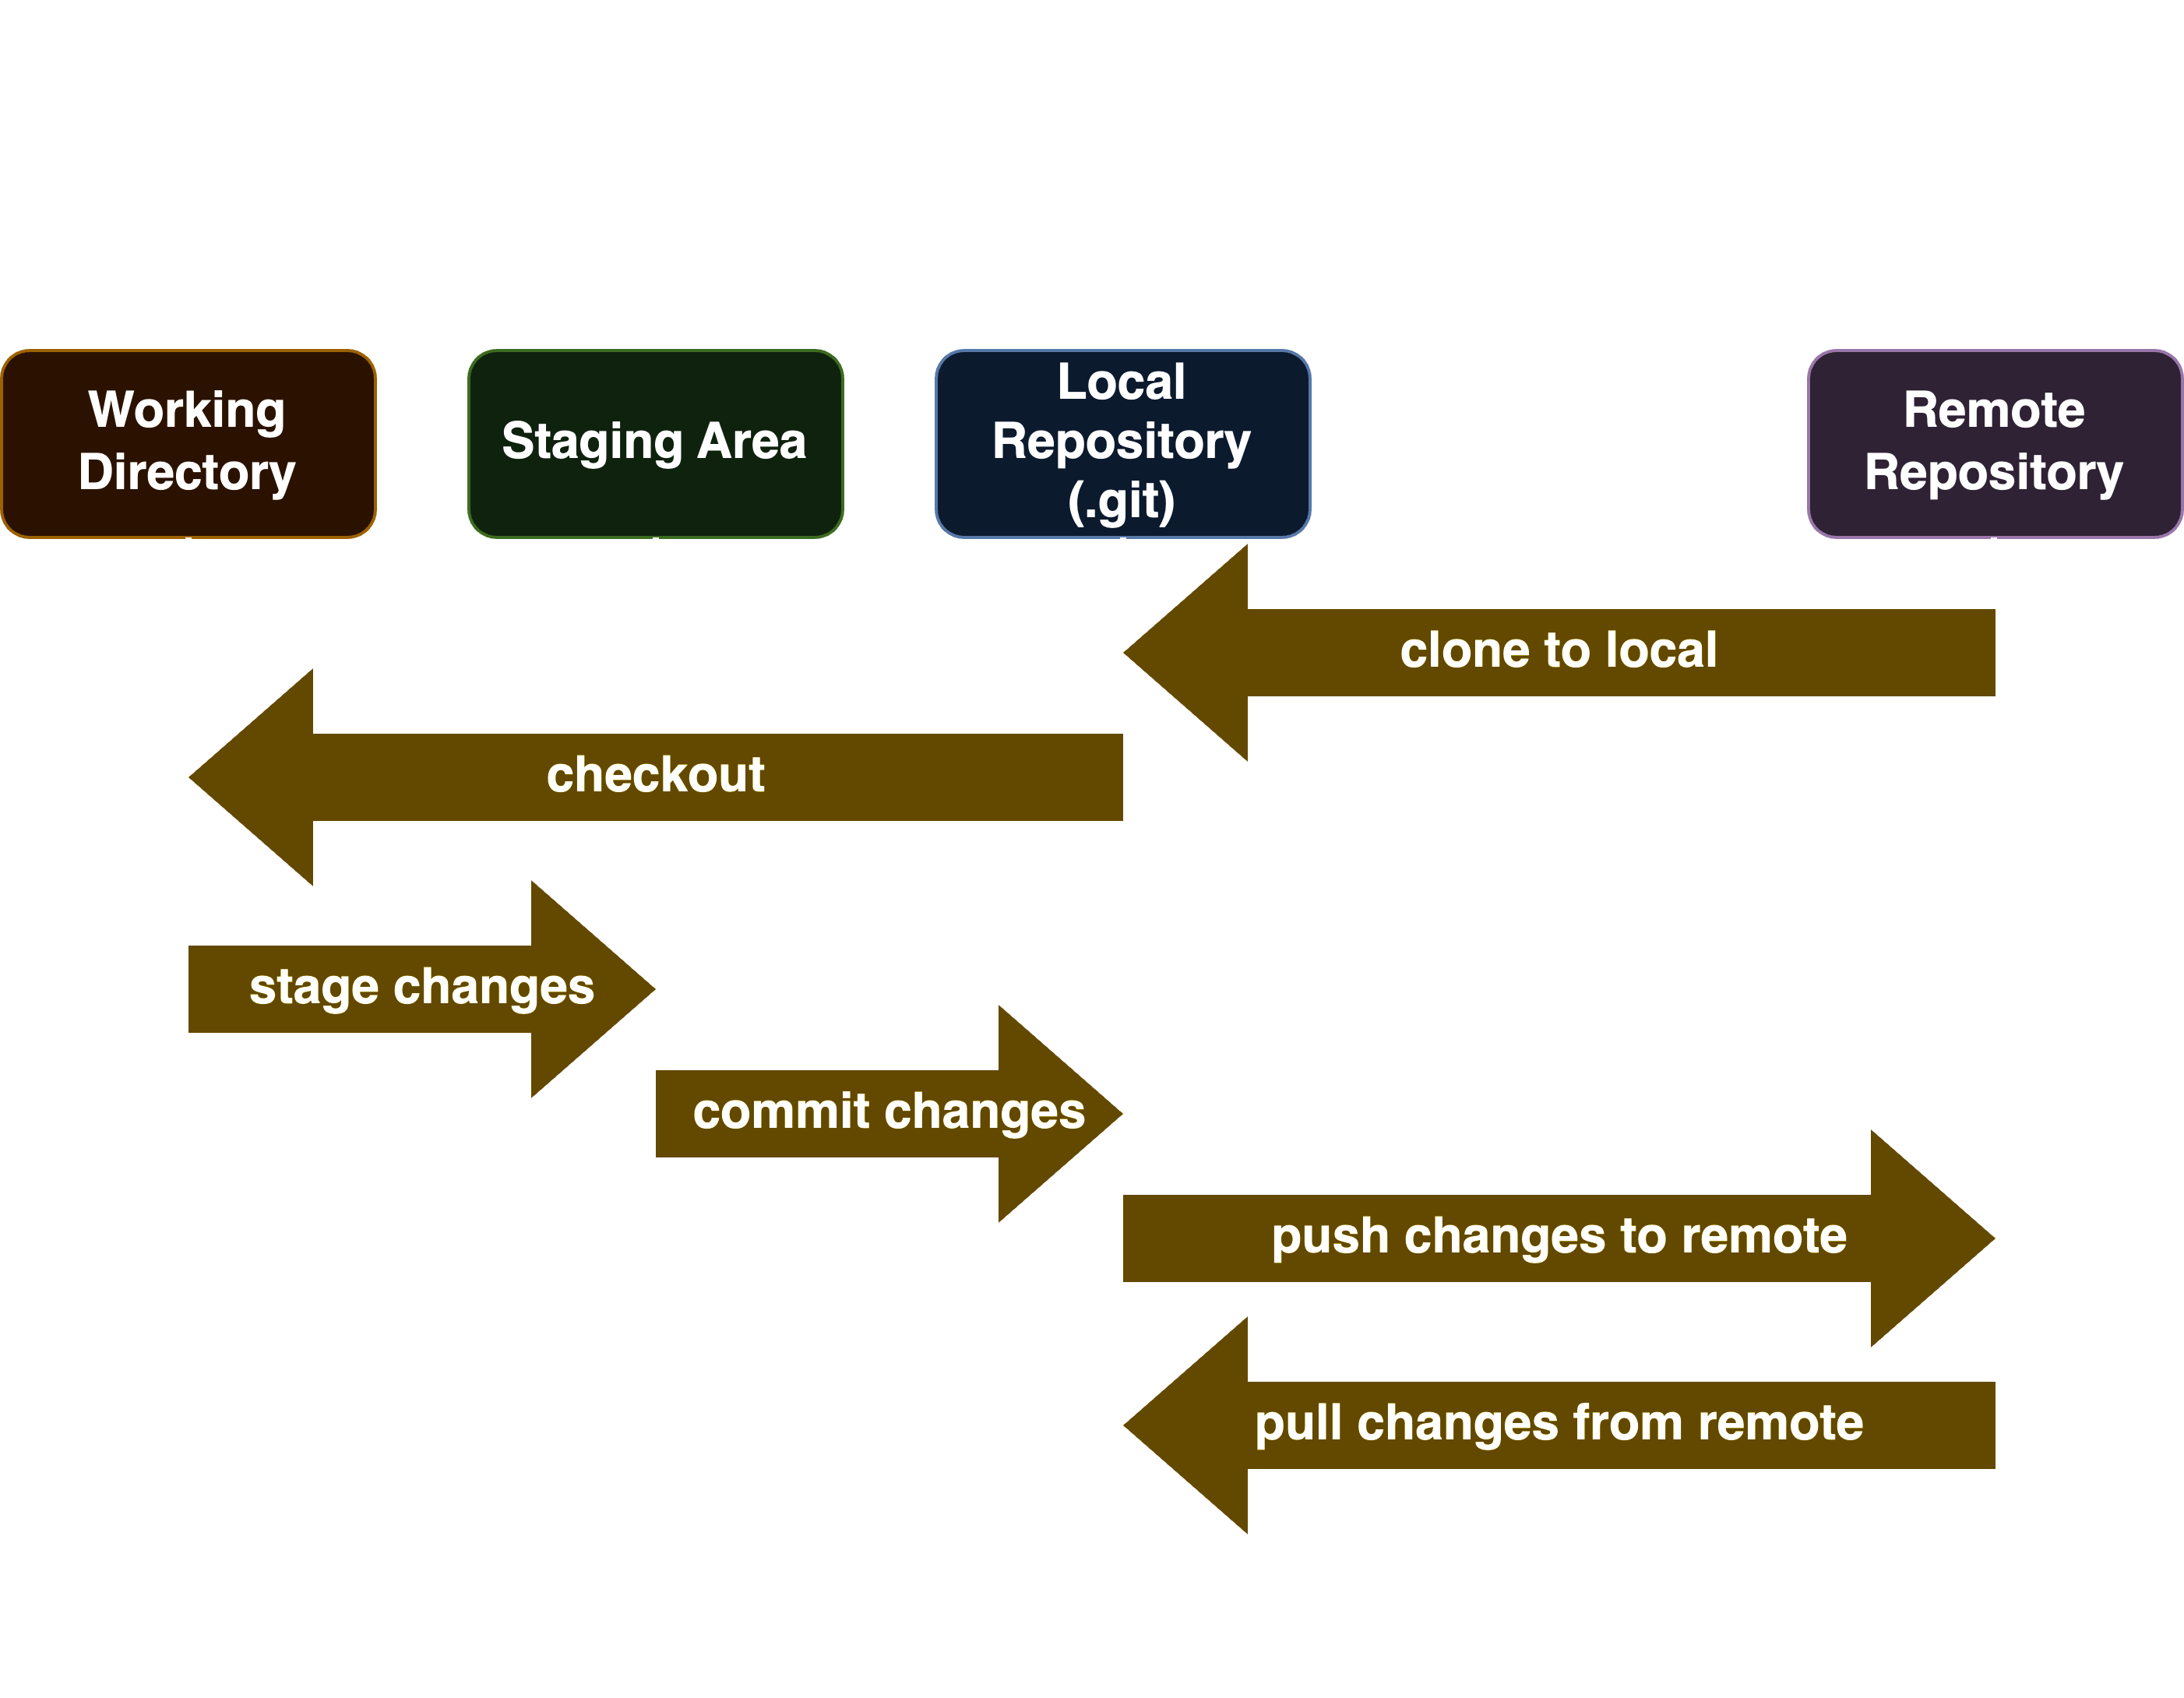 Working
Directory
Staging Area
Local
Repository
(.git)
Remote
Repository
clone to local
checkout
stage changes
commit changes
push changes to remote
pull changes from remote